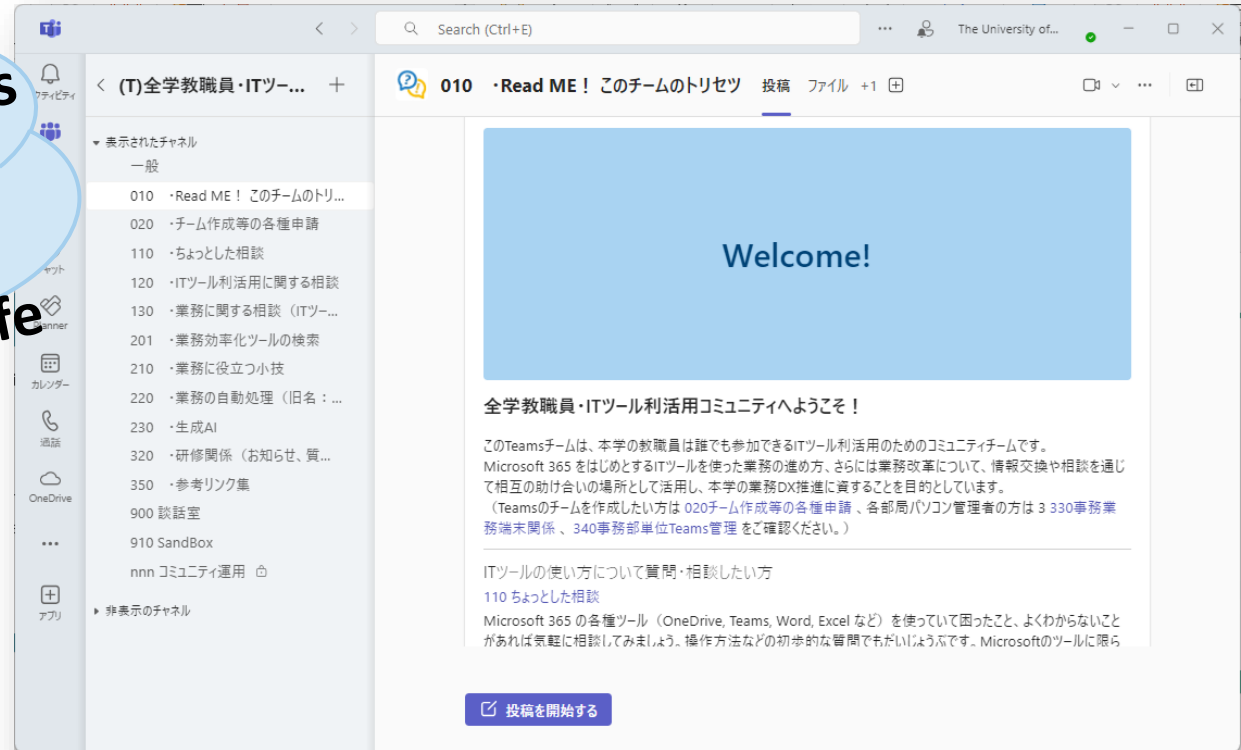 Search (Ctrl+E)
The University of...
(T)全学教職員・ITツー...
010 ・Read ME！ このチームのトリセツ
投稿 ファイル +1
表示されたチャネル
一般
010 ・Read ME！ このチームのトリ...
020 ・チーム作成等の各種申請
110 ・ちょっとした相談
120 ・ITツール利活用に関する相談
130 ・業務に関する相談（ITツー...
201 ・業務効率化ツールの検索
210 ・業務に役立つ小技
220 ・業務の自動処理（旧名：...
230 ・生成AI
320 ・研修関係（お知らせ、質...
350 ・参考リンク集
900 談話室
910 SandBox
nnn コミュニティ運用
非表示のチャネル
カレンダー
通話
OneDrive
アプリ
Welcome!
全学教職員・ITツール利活用コミュニティへようこそ！
このTeamsチームは、本学の教職員は誰でも参加できるITツール利活用のためのコミュニティチームです。
Microsoft 365 をはじめとするITツールを使った業務の進め方、さらには業務改革について、情報交換や相談を通じ
て相互の助け合いの場所として活用し、本学の業務DX推進に資することを目的としています。
（Teamsのチームを作成したい方は 020チーム作成等の各種申請 、各部局パソコン管理者の方は 3 330事務業
務端末関係 、 340事務部単位Teams管理 をご確認ください。）
ITツールの使い方について質問・相談したい方
110 ちょっとした相談
Microsoft 365 の各種ツール（OneDrive, Teams, Word, Excel など）を使っていて困ったこと、よくわからないこと
があれば気軽に相談してみましょう。操作方法などの初歩的な質問でもだいじょうぶです。Microsoftのツールに限ら
投稿を開始する